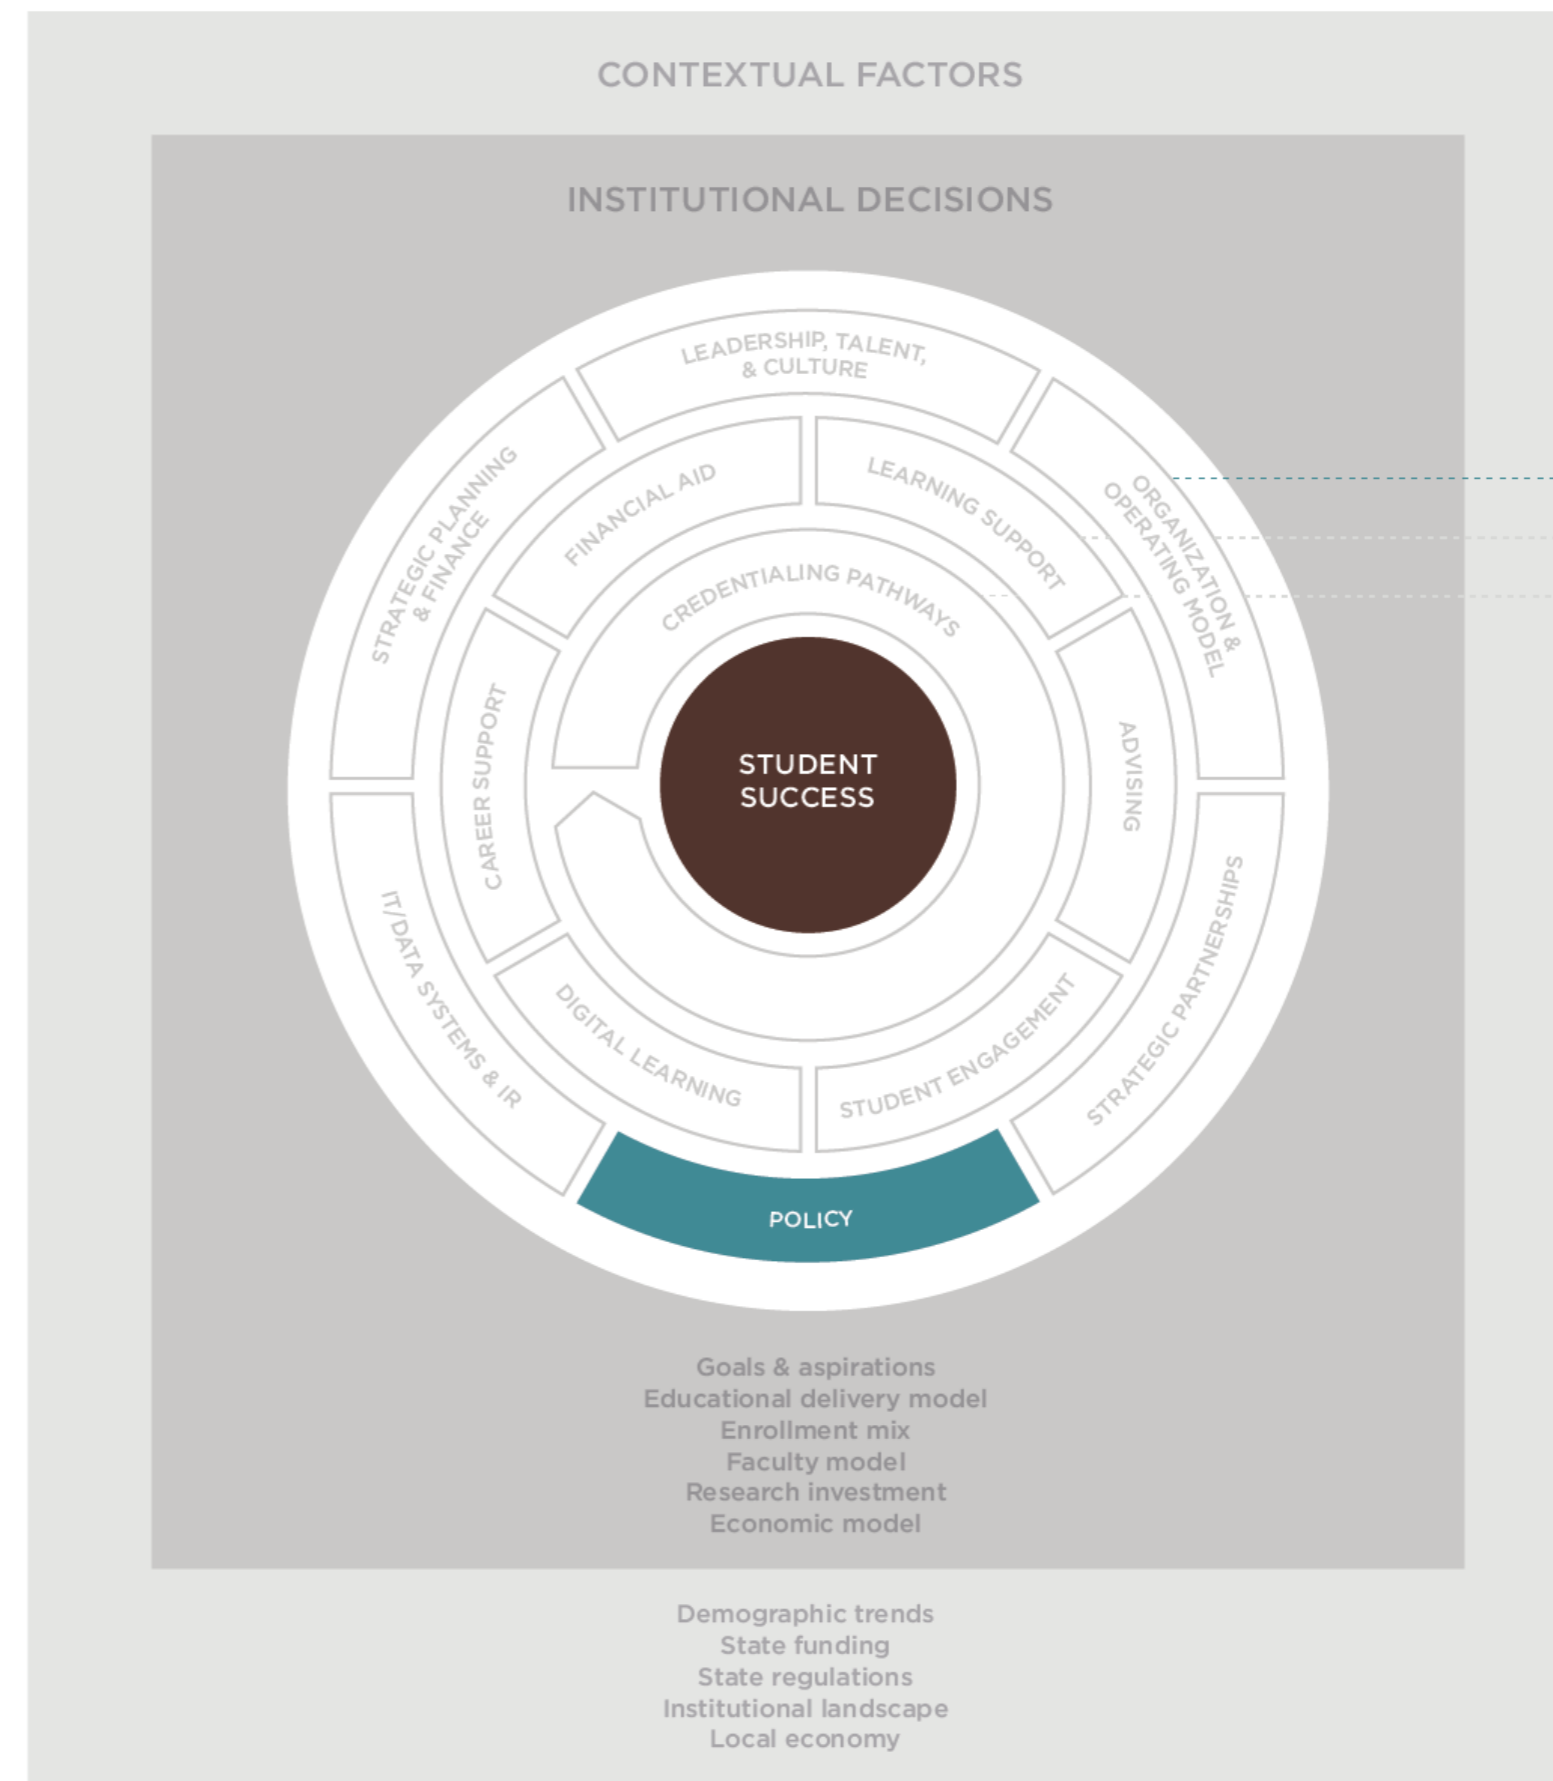 CONTEXTUAL FACTORS
INSTITUTIONAL DECISIONS
LEADERSHIP, TALENT,
& CULTURE
STRATEGIC PLANNING
& FINANCE
ORGANIZATION &
OPERATING MODEL
FINANCIAL AID
LEARNING SUPPORT
CREDENTIALING PATHWAYS
CAREER SUPPORT
STUDENT
SUCCESS
ADVISING
IT/DATA SYSTEMS & IR
STRATEGIC PARTNERSHIPS
DIGITAL LEARNING
STUDENT ENGAGEMENT
POLICY
Goals & aspirations
Educational delivery model
Enrollment mix
Faculty model
Research investment
Economic model
Demographic trends
State funding
State regulations
Institutional landscape
Local economy